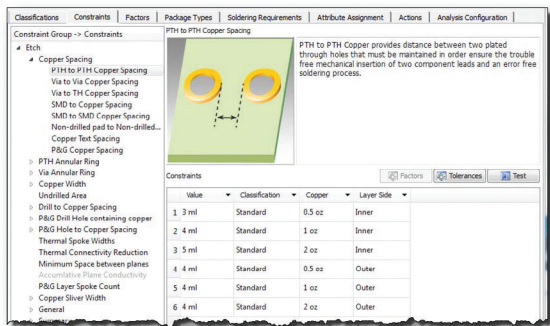 Classifications Constraints Factors Package Types Soldering Requirements Attribute Assignment Actions Analysis Configuration
Constraint Group -> Constraints
Etch
Copper Spacing
PTH to PTH Copper Spacing
Via to Via Copper Spacing
Via to TH Copper Spacing
SMD to Copper Spacing
SMD to SMD Copper Spacing
Non-drilled pad to Non-drilled...
Copper Text Spacing
P&G Copper Spacing
PTH Annular Ring
Via Annular Ring
Copper Width
Undrilled Area
Drill to Copper Spacing
P&G Drill Hole containing copper
P&G Hole to Copper Spacing
Thermal Spoke Widths
Thermal Connectivity Reduction
Minimum Space between planes
Accumlative Plane Conductivity
P&G Layer Spoke Count
Copper Sliver Width
General
PTH to PTH Copper Spacing
PTH to PTH Copper provides distance between two plated
through holes that must be maintained in order ensure the trouble
free mechanical insertion of two component leads and an error free
soldering process.
Constraints Factors Tolerances Test
Value Classification Copper Layer Side
1 3 ml Standard 0.5 oz Inner
2 4 ml Standard 1 oz Inner
3 5 ml Standard 2 oz Inner
4 4 ml Standard 0.5 oz Outer
5 4 ml Standard 1 oz Outer
6 4 ml Standard 2 oz Outer